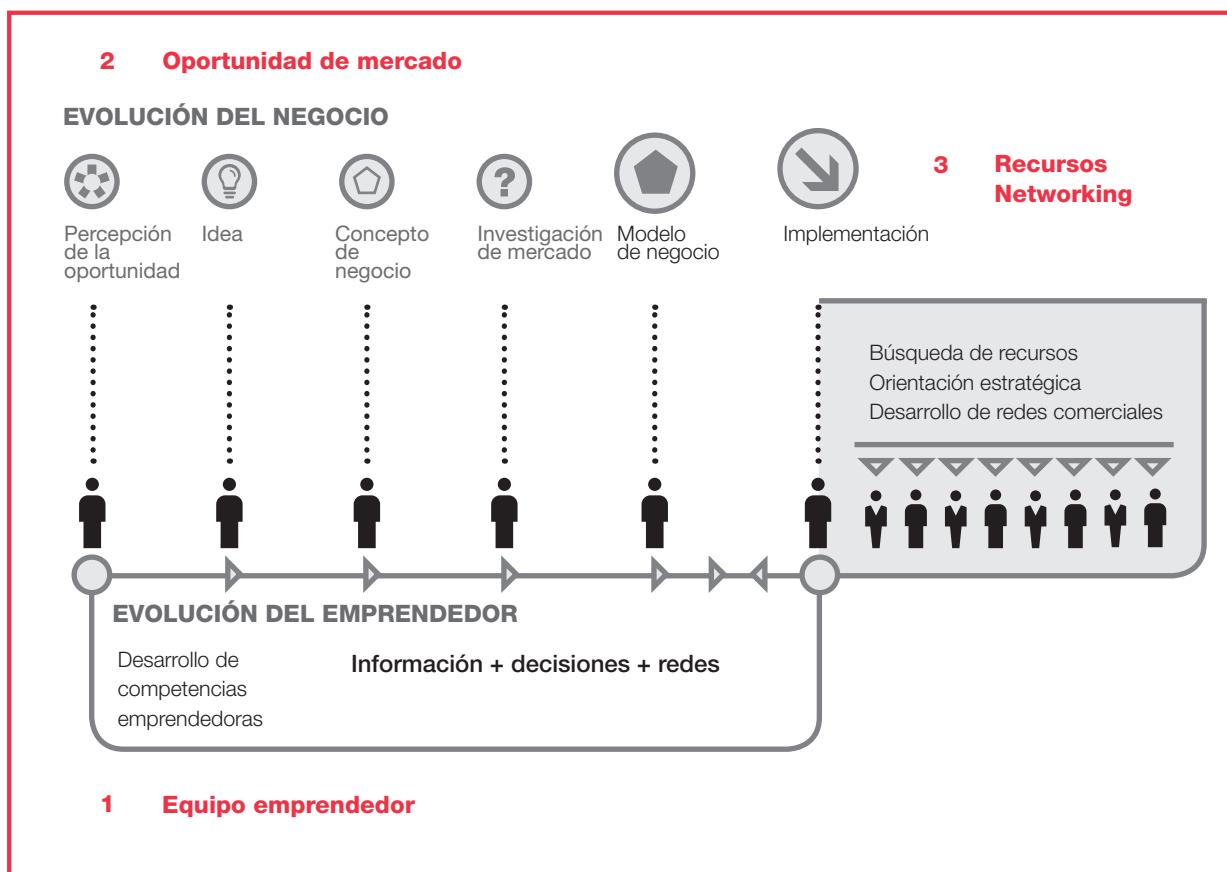 2 Oportunidad de mercado
EVOLUCIÓN DEL NEGOCIO
?
Percepción
de la
oportunidad
Idea
Concepto
de
negocio
Investigación
de mercado
Modelo
de negocio
Implementación
3 Recursos
Networking
Búsqueda de recursos
Orientación estratégica
Desarrollo de redes comerciales
EVOLUCIÓN DEL EMPRENDEDOR
Desarrollo de
competencias
emprendedoras
Información + decisiones + redes
1 Equipo emprendedor